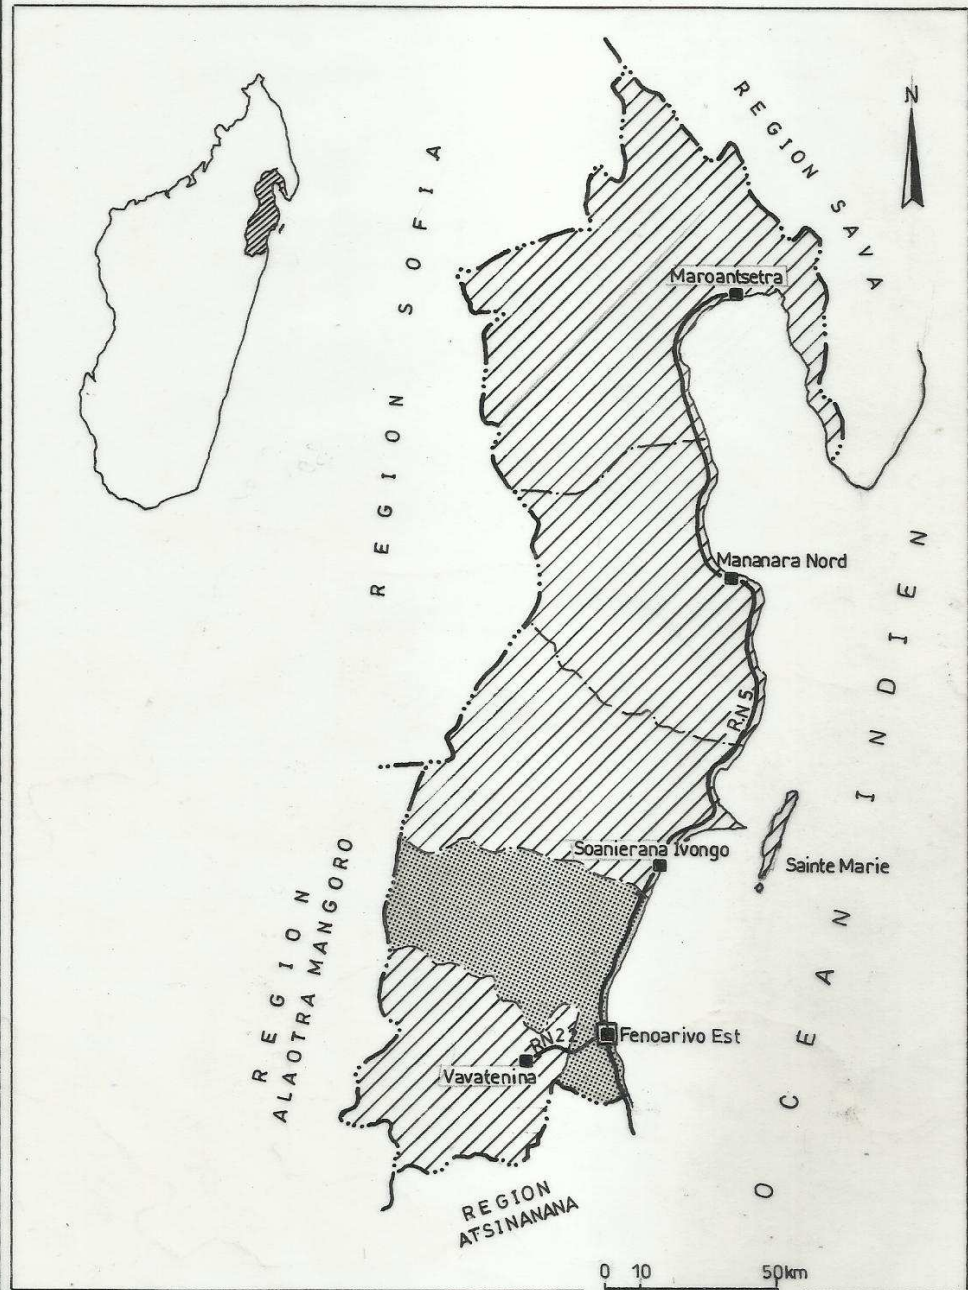 N
REGION SAVA
REGION SOFIA
Maroantsetra
Mananara Nord
R.N 5
OCEAN INDIEN
Soanierana Ivongo
Sainte Marie
REGION
ALAOTRA MANGORO
RN22
Fenoarivo Est
Vavatenina
REGION
ATSINANANA
0 10 50km